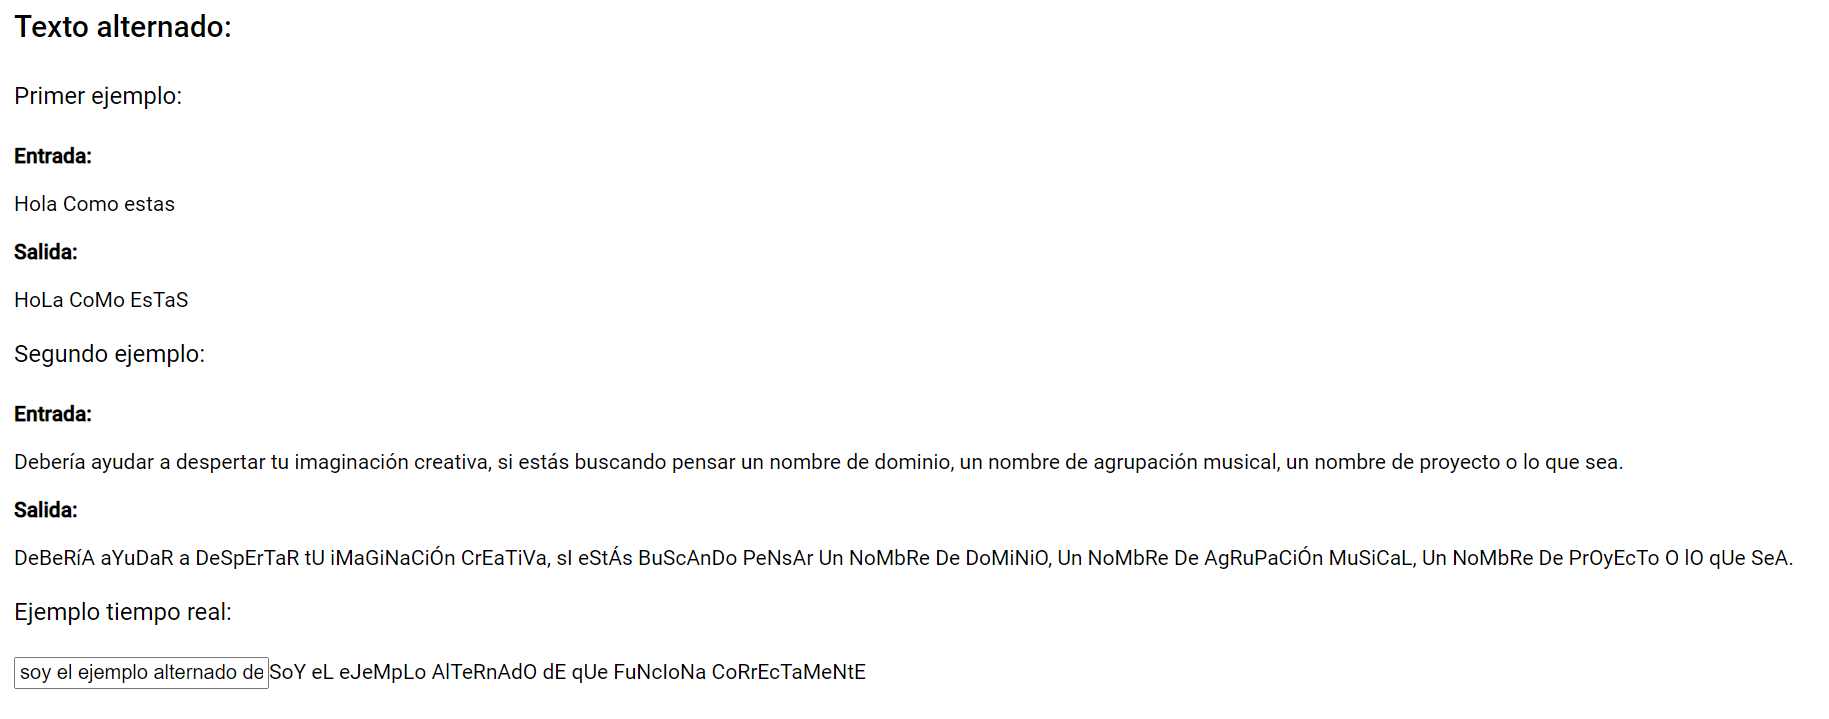 Texto alternado:
Primer ejemplo:
Entrada:
Hola Como estas
Salida:
HoLa CoMo EsTaS
Segundo ejemplo:
Entrada:
Debería ayudar a despertar tu imaginación creativa, si estás buscando pensar un nombre de dominio, un nombre de agrupación musical, un nombre de proyecto o lo que sea.
Salida:
DeBeRíA aYuDaR a DeSpErTaR tU iMaGiNaCiÓn CrEaTiVa, sI eStÁs BuScAnDo PeNsAr Un NoMbRe De DoMiNiO, Un NoMbRe De AgRuPaCiÓn MuSiCaL, Un NoMbRe De PrOyEcTo O lO qUe SeA.
Ejemplo tiempo real:
soy el ejemplo alternado de SoY eL eJeMpLo AlTeRnAdO dE qUe FuNcIoNa CoRrEcTaMeNtE